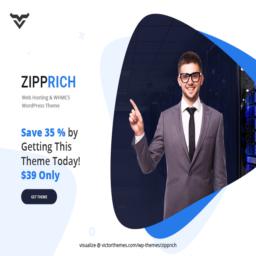 ZIPPRICH
Web Hosting & WHMCS
WordPress Theme
Save 35 % by
Getting This
Theme Today!
$39 Only
GET THEME
visualize @ victorthemes.com/wp-themes/zipprich